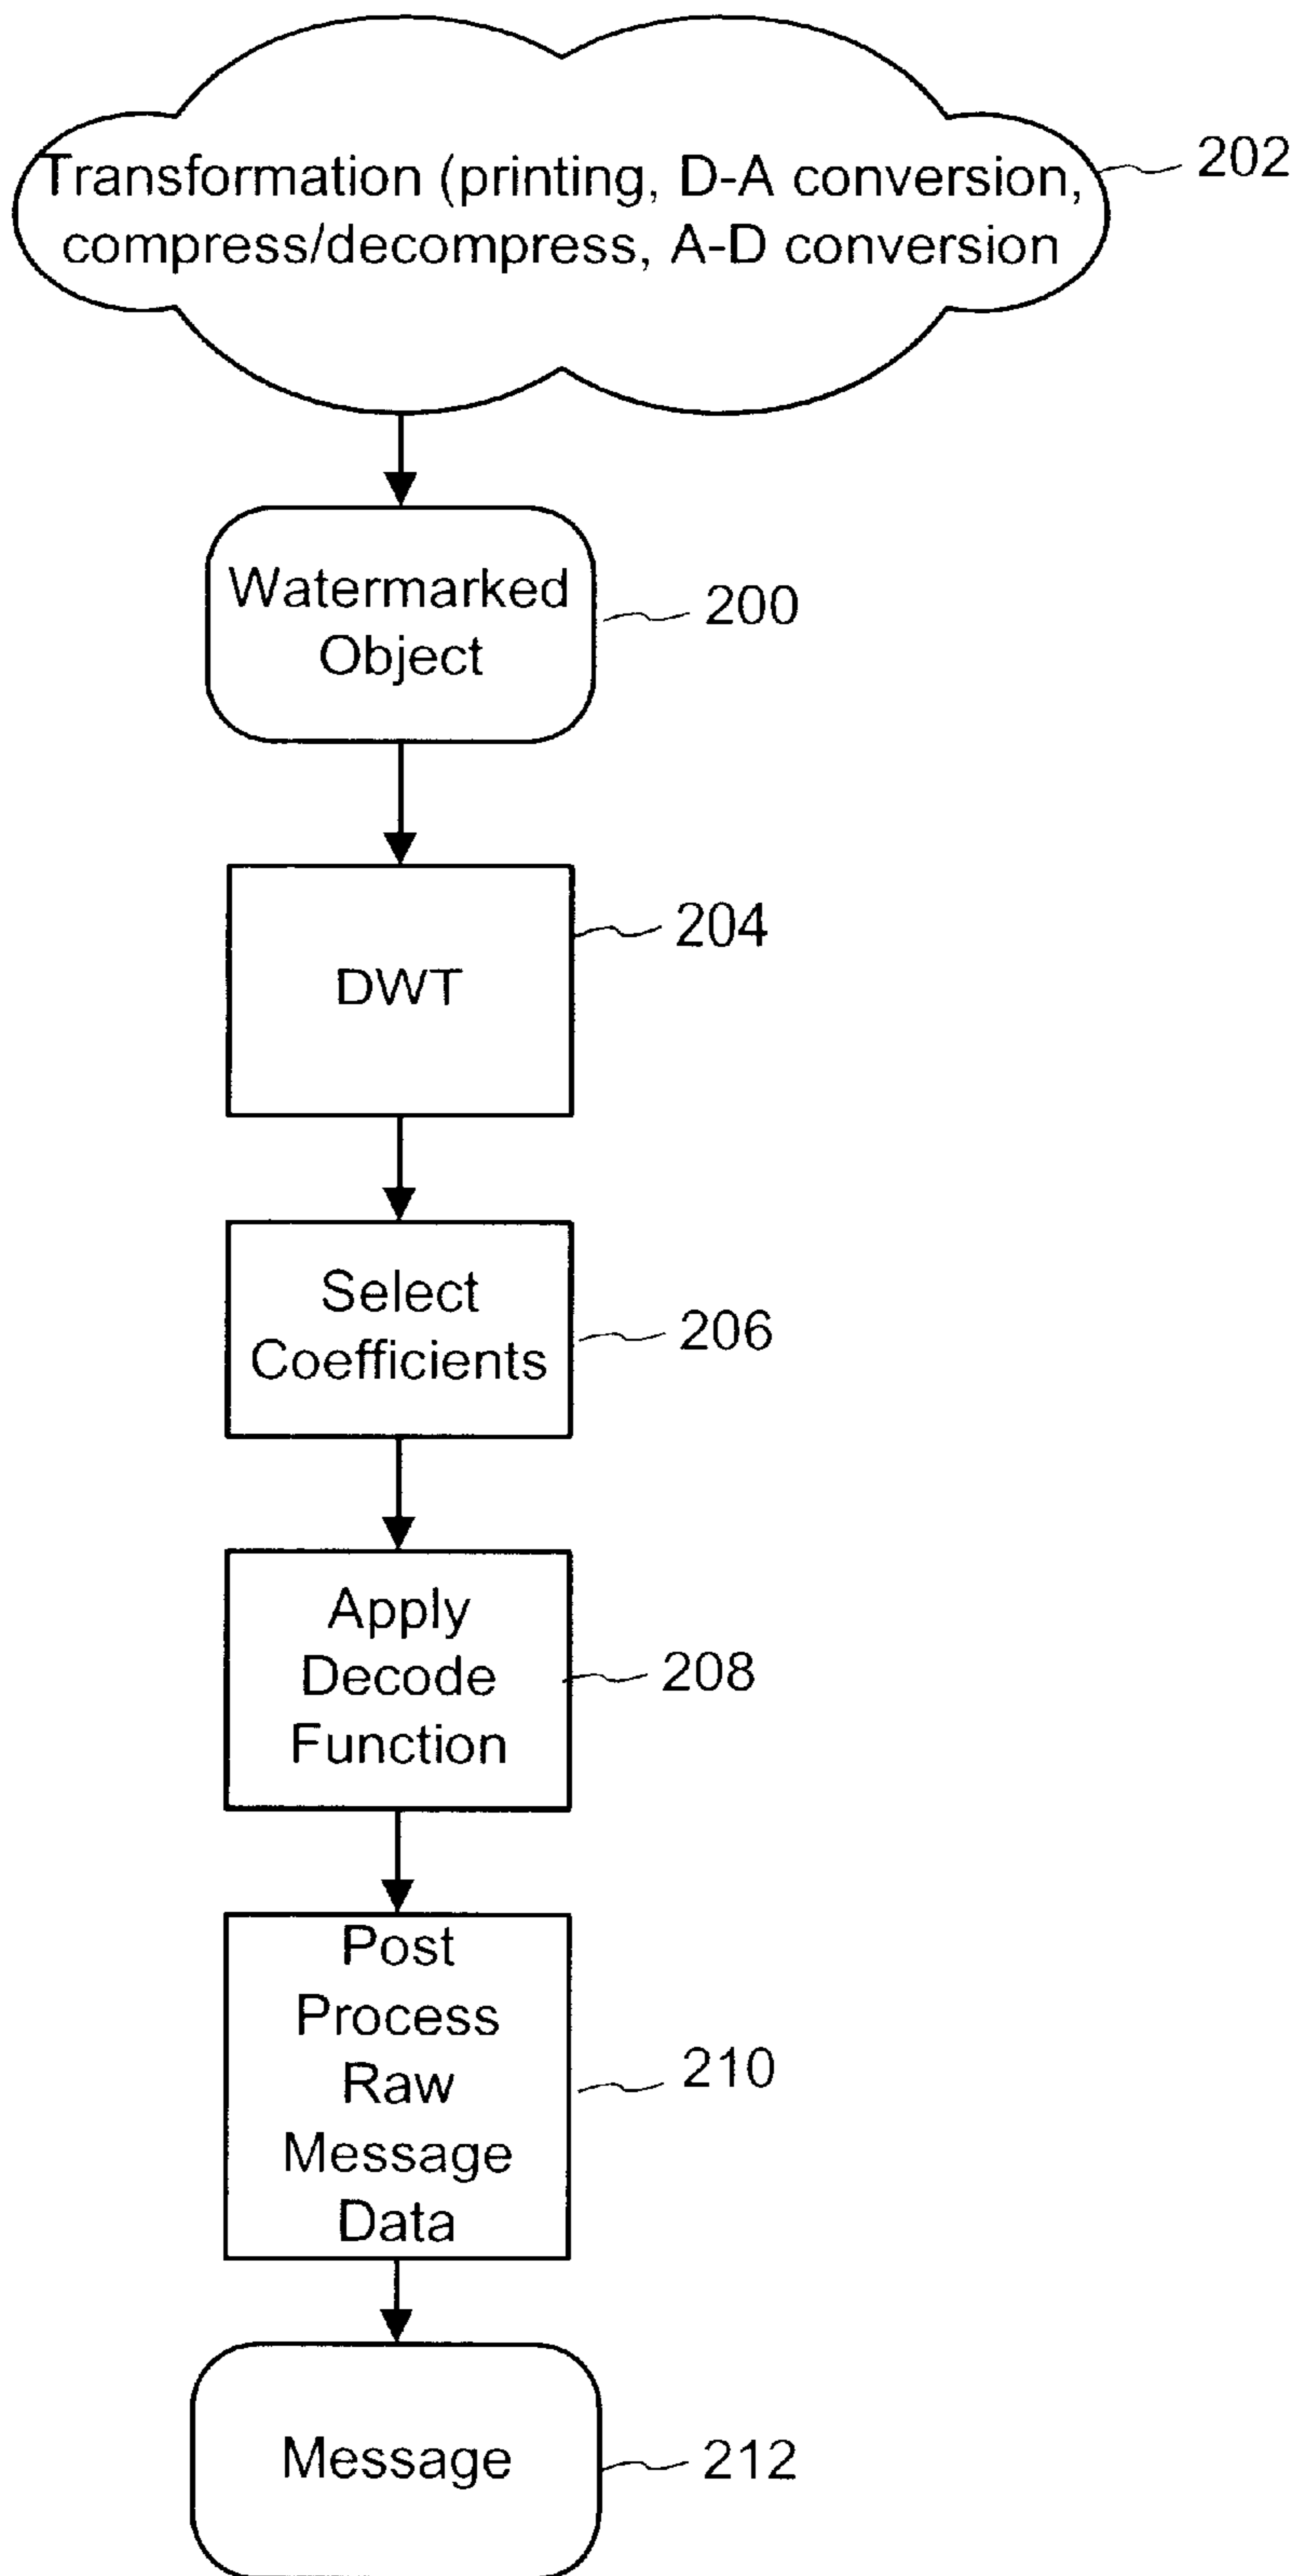 Transformation (printing, D-A conversion,
compress/decompress, A-D conversion
202
Watermarked
Object
200
DWT
204
Select
Coefficients
206
Apply
Decode
Function
208
Post
Process
Raw
Message
Data
210
Message
212